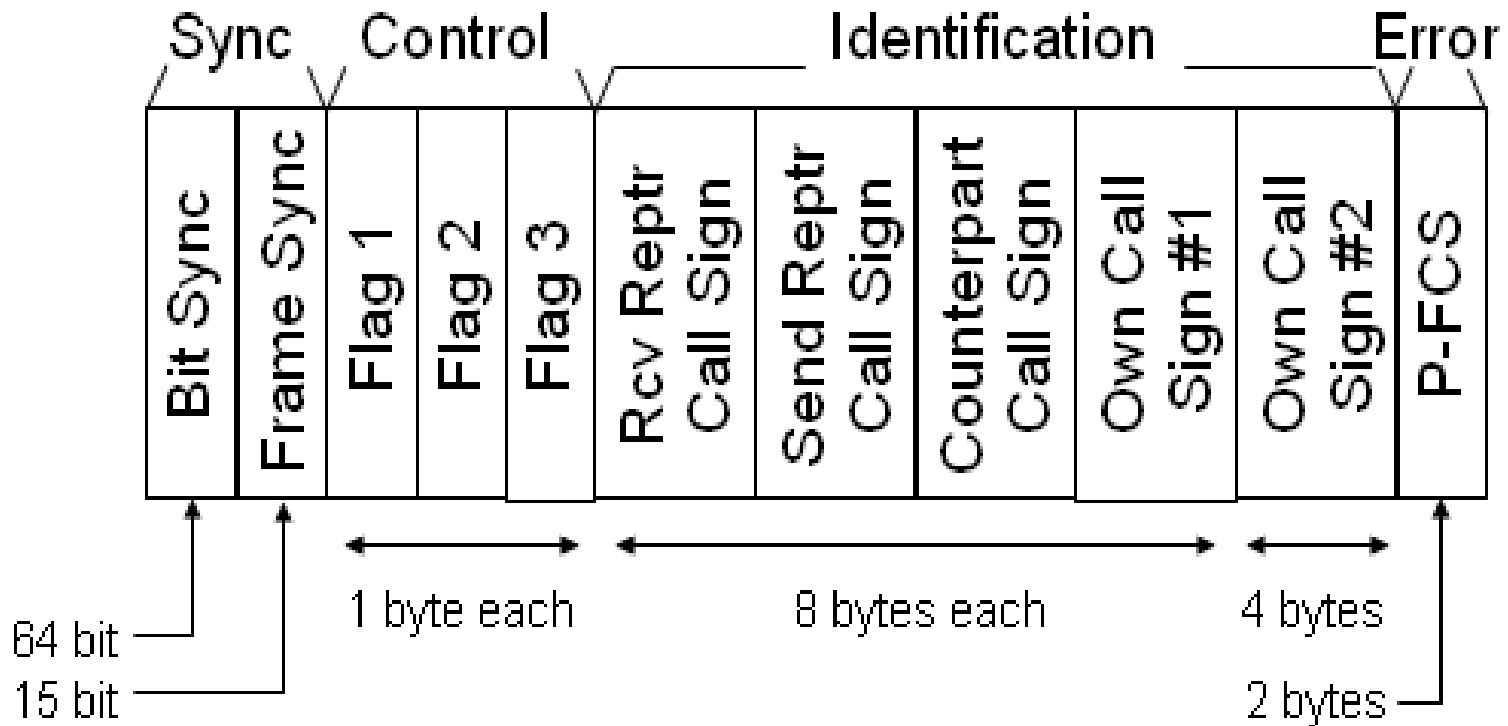 Sync
Control
Identification
Error
Bit Sync
Frame Sync
Flag 1
Flag 2
Flag 3
Rcv Reptr
Call Sign
Send Reptr
Call Sign
Counterpart
Call Sign
Own Call
Sign #1
Own Call
Sign #2
P-FCS
1 byte each
8 bytes each
4 bytes
64 bit
15 bit
2 bytes